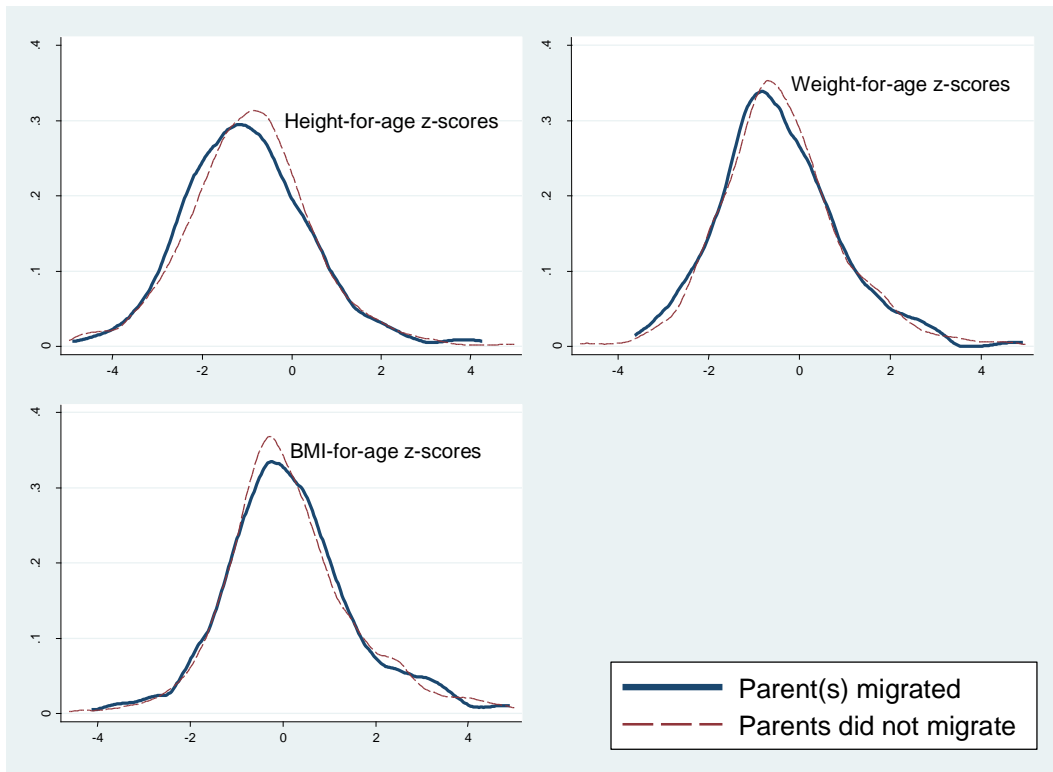 Height-for-age z-scores
.4
.3
.2
.1
0
-4 -2 0 2 4
Weight-for-age z-scores
.4
.3
.2
.1
0
-4 -2 0 2 4
BMI-for-age z-scores
.4
.3
.2
.1
0
-4 -2 0 2 4
Parent(s) migrated
Parents did not migrate